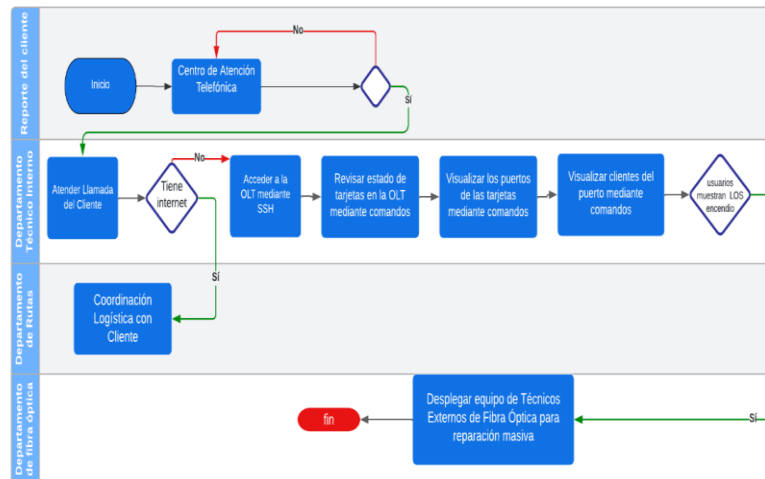 Reporte del cliente
No
Inicio
Centro de Atención
Telefónica
Sí
Departamento
Técnico Interno
Atender Llamada
del Cliente
Tiene
internet
No
Acceder a la
OLT mediante
SSH
Revisar estado de
tarjetas en la OLT
mediante comandos
Visualizar los puertos
de las tarjetas
mediante comandos
Visualizar clientes del
puerto mediante
comandos
usuarios
muestran LOS
encendio
Sí
Departamento
de Rutas
Coordinación
Logística con
Cliente
Departamento
de fibra óptica
fin
Desplegar equipo de Técnicos
Externos de Fibra Óptica para
reparación masiva
Sí